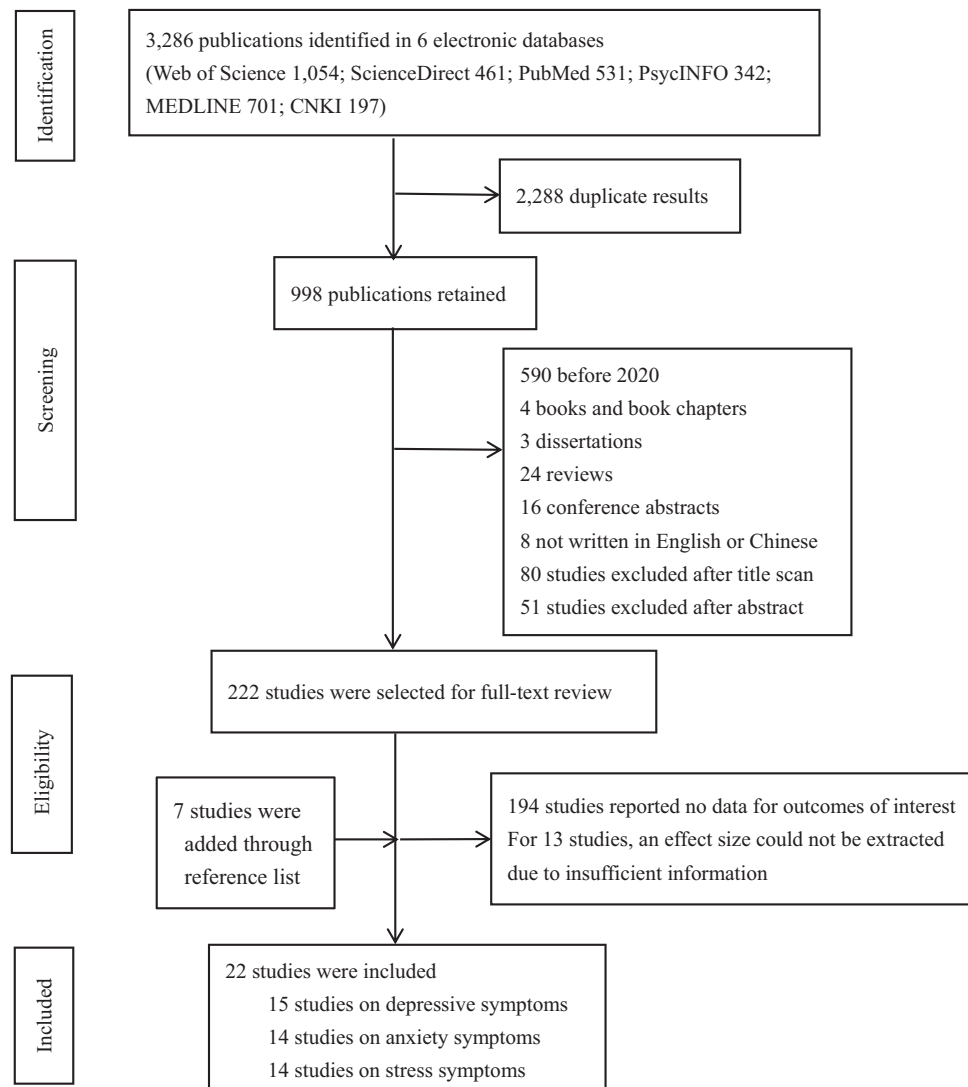 Identification
3,286 publications identified in 6 electronic databases
(Web of Science 1,054; ScienceDirect 461; PubMed 531; PsycINFO 342;
MEDLINE 701; CNKI 197)
2,288 duplicate results
Screening
998 publications retained
590 before 2020
4 books and book chapters
3 dissertations
24 reviews
16 conference abstracts
8 not written in English or Chinese
80 studies excluded after title scan
51 studies excluded after abstract
Eligibility
222 studies were selected for full-text review
7 studies were
added through
reference list
194 studies reported no data for outcomes of interest
For 13 studies, an effect size could not be extracted
due to insufficient information
Included
22 studies were included
15 studies on depressive symptoms
14 studies on anxiety symptoms
14 studies on stress symptoms